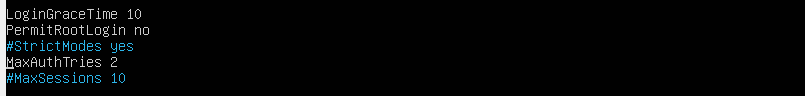 LoginGraceTime 10
PermitRootLogin no
#StrictModes yes
MaxAuthTries 2
#MaxSessions 10